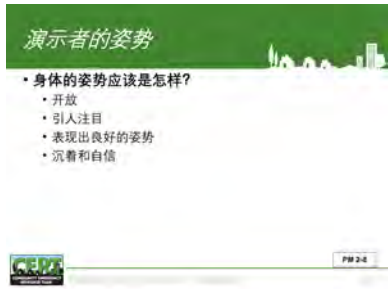 演示者的姿势
• 身体的姿势应该是怎样?
• 开放
• 引人注目
• 表现出良好的姿势
• 沉着和自信
CERT
PM 2-8